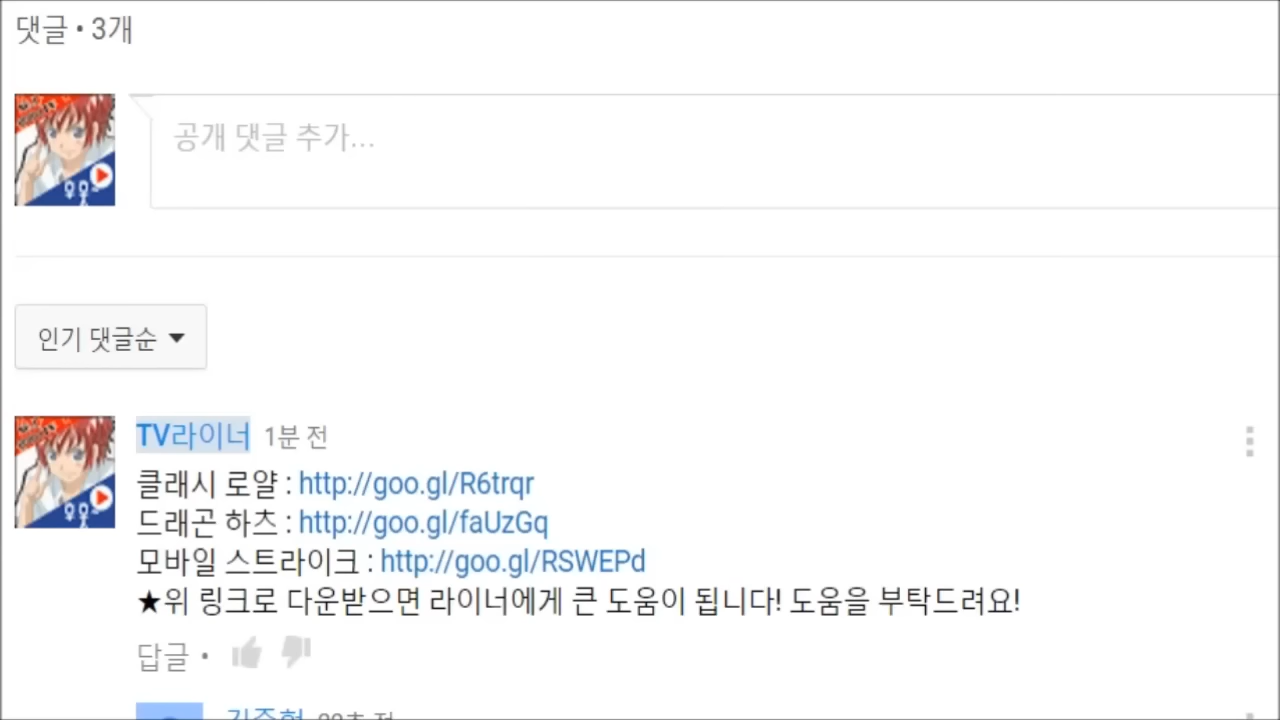 댓글 • 3개
공개 댓글 추가...
인기 댓글순
TV라이너 1분 전
클래시 로얄 : http://goo.gl/R6trqr
드래곤 하츠 : http://goo.gl/faUzGq
모바일 스트라이크 : http://goo.gl/RSWEPd
★위 링크로 다운받으면 라이너에게 큰 도움이 됩니다! 도움을 부탁드려요!
답글 •